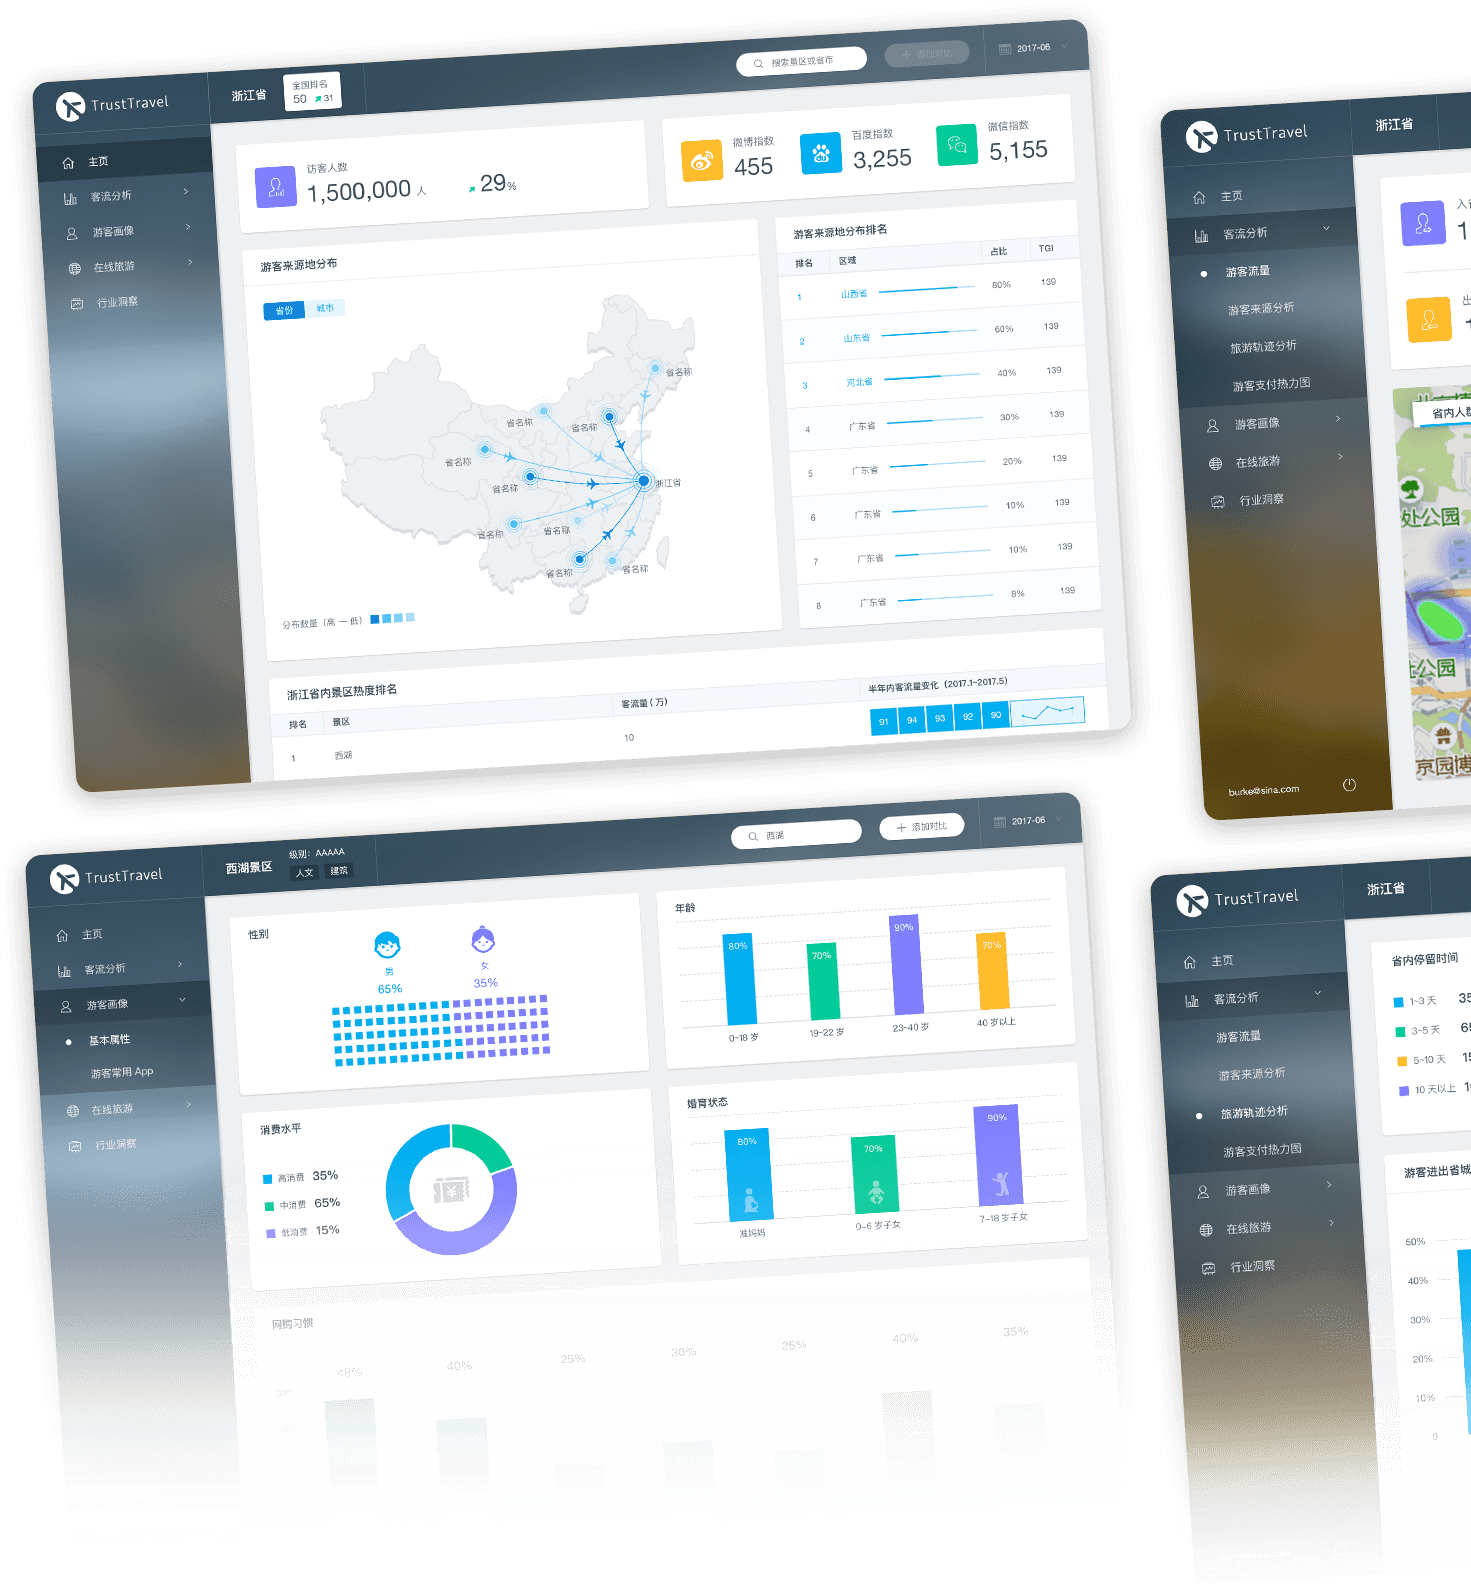 TrustTravel
浙江省
全国排名
50 31
搜索景区或省市
添加对比
2017-06
主页
客流分析
游客画像
在线旅游
行业洞察
访客人数
1,500,000 人
29%
微博指数
455
百度指数
3,255
微信指数
5,155
游客来源地分布
省份 城市
省名称
省名称
省名称
省名称
省名称
浙江省
省名称
省名称
省名称
省名称
分布数量（高 — 低）
游客来源地分布排名
排名 区域 占比 TGI
1 山西省 80% 139
2 山东省 60% 139
3 河北省 40% 139
4 广东省 30% 139
5 广东省 20% 139
6 广东省 10% 139
7 广东省 10% 139
8 广东省 8% 139
浙江省内景区热度排名
排名 景区 客流量 ( 万) 半年内客流量变化（2017.1~2017.5)
1 西湖 10 91 94 93 92 90
TrustTravel
浙江省
主页
客流分析
游客流量
游客来源分析
旅游轨迹分析
游客支付热力图
游客画像
在线旅游
行业洞察
burke@sina.com
省内人
处公园
公园
京园博
TrustTravel
西湖景区
级别：AAAAA
人文 建筑
西湖
添加对比
2017-06
主页
客流分析
游客画像
基本属性
游客常用 App
在线旅游
行业洞察
性别
男
65%
女
35%
年龄
80% 70% 90% 70%
0~18 岁 19~22 岁 23~40 岁 40 岁以上
消费水平
高消费 35%
中消费 65%
低消费 15%
婚育状态
60% 70% 90%
准妈妈 0~6 岁子女 7~18 岁子女
网购习惯
48% 40% 25% 30% 25% 40% 35%
TrustTravel
浙江省
主页
客流分析
游客流量
游客来源分析
旅游轨迹分析
游客支付热力图
游客画像
在线旅游
行业洞察
省内停留时间
1~3 天
3~5 天
5~10 天
10 天以上
游客进出省城
50%
40%
30%
20%
10%
0